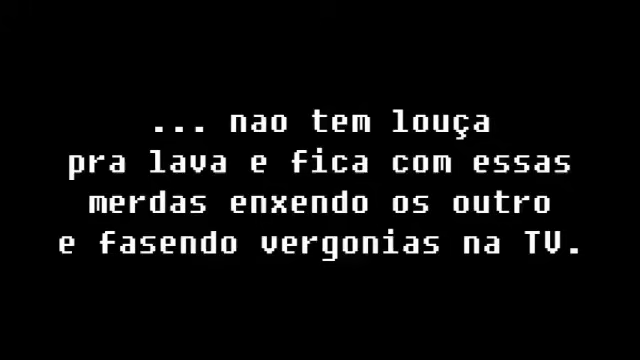 ... nao tem louça
pra lava e fica com essas
merdas enxendo os outro
e fasendo vergonias na TV.